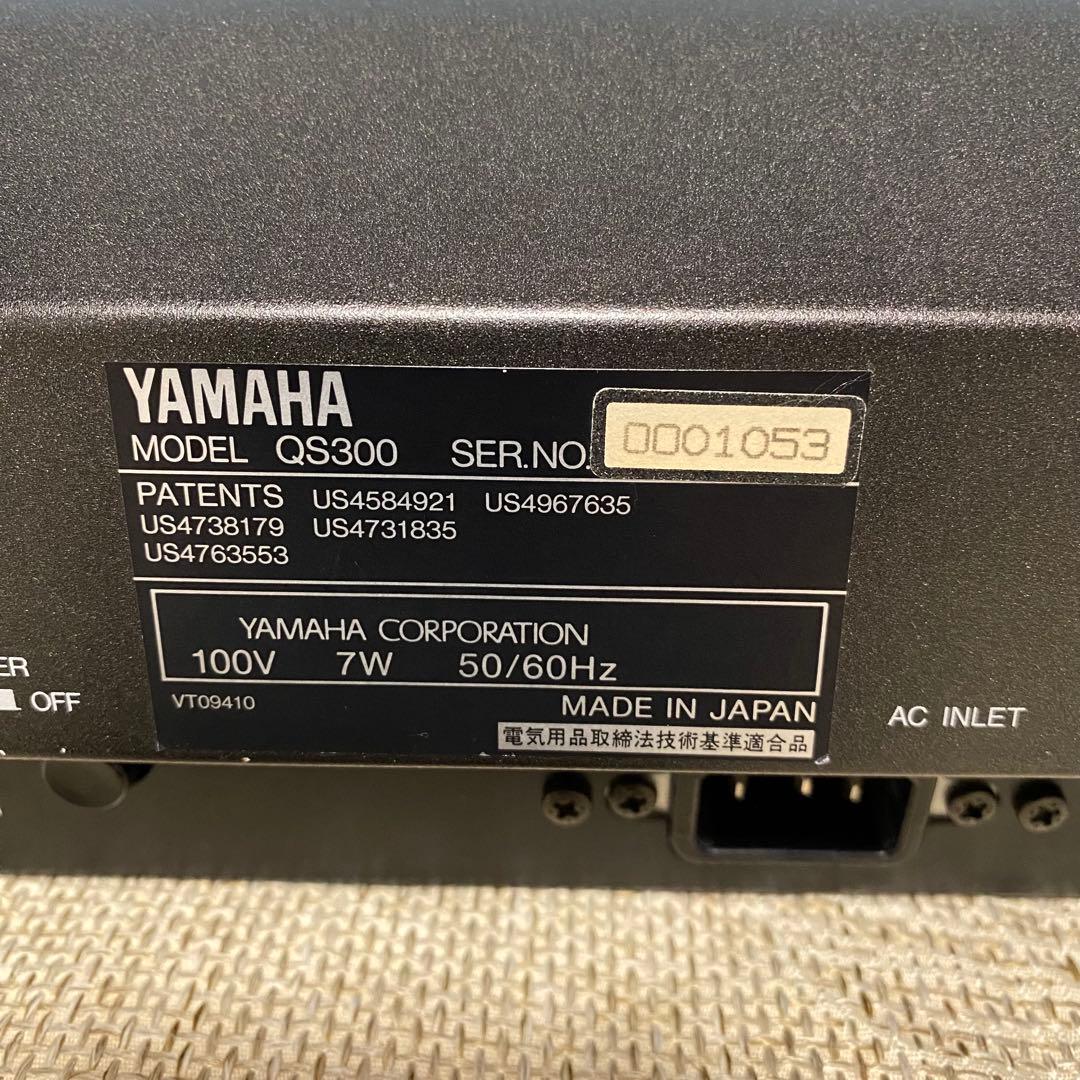 YAMAHA
MODEL QS300 SER.NO. 0001053
PATENTS US4584921 US4967635
US4738179 US4731835
US4763553
YAMAHA CORPORATION
100V 7W 50/60Hz
VT09410 MADE IN JAPAN
電気用品取締法技術基準適合品
ER
OFF
AC INLET